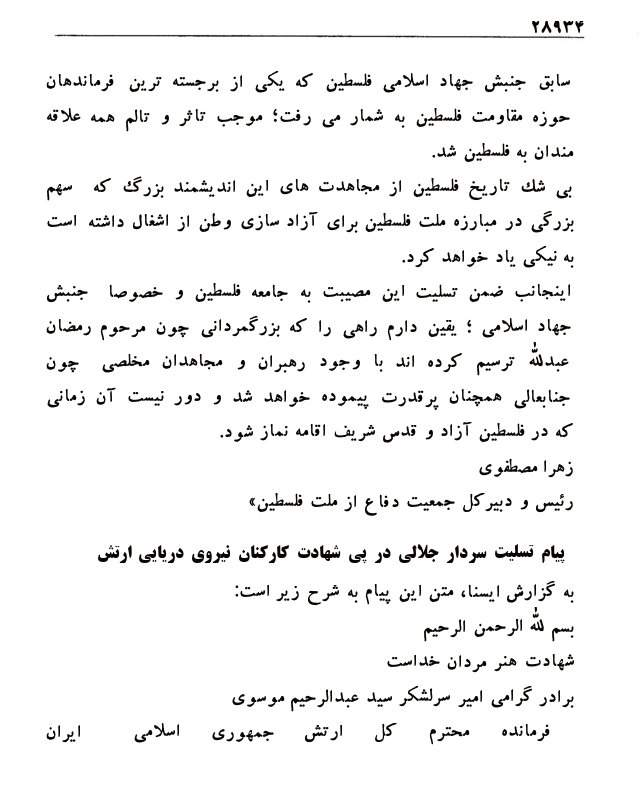 ۲۸۹۳۴
سابق جنبش جهاد اسلامی فلسطین که یکی از برجسته ترین فرماندهان
حوزه مقاومت فلسطین به شمار می رفت؛ موجب تاثر و تالم همه علاقه
مندان به فلسطین شد.
بی شك تاریخ فلسطین از مجاهدت های این اندیشمند بزرگ که سهم
بزرگی در مبارزه ملت فلسطین برای آزاد سازی وطن از اشغال داشته است
به نیکی یاد خواهد کرد.
اینجانب ضمن تسلیت این مصیبت به جامعه فلسطین و خصوصا جنبش
جهاد اسلامی ؛ یقین دارم راهی را که بزرگمردانی چون مرحوم رمضان
عبدلله ترسیم کرده اند با وجود رهبران و مجاهدان مخلصی چون
جنابعالی همچنان پرقدرت پیموده خواهد شد و دور نیست آن زمانی
که در فلسطین آزاد و قدس شریف اقامه نماز شود.
زهرا مصطفوی
رئیس و دبیرکل جمعیت دفاع از ملت فلسطین»
پیام تسلیت سردار جلالی در پی شهادت کارکنان نیروی دریایی ارتش
به گزارش ایسنا، متن این پیام به شرح زیر است:
بسم لله الرحمن الرحیم
شهادت هنر مردان خداست
برادر گرامی امیر سرلشکر سید عبدالرحیم موسوی
فرمانده محترم کل ارتش جمهوری اسلامی ایران